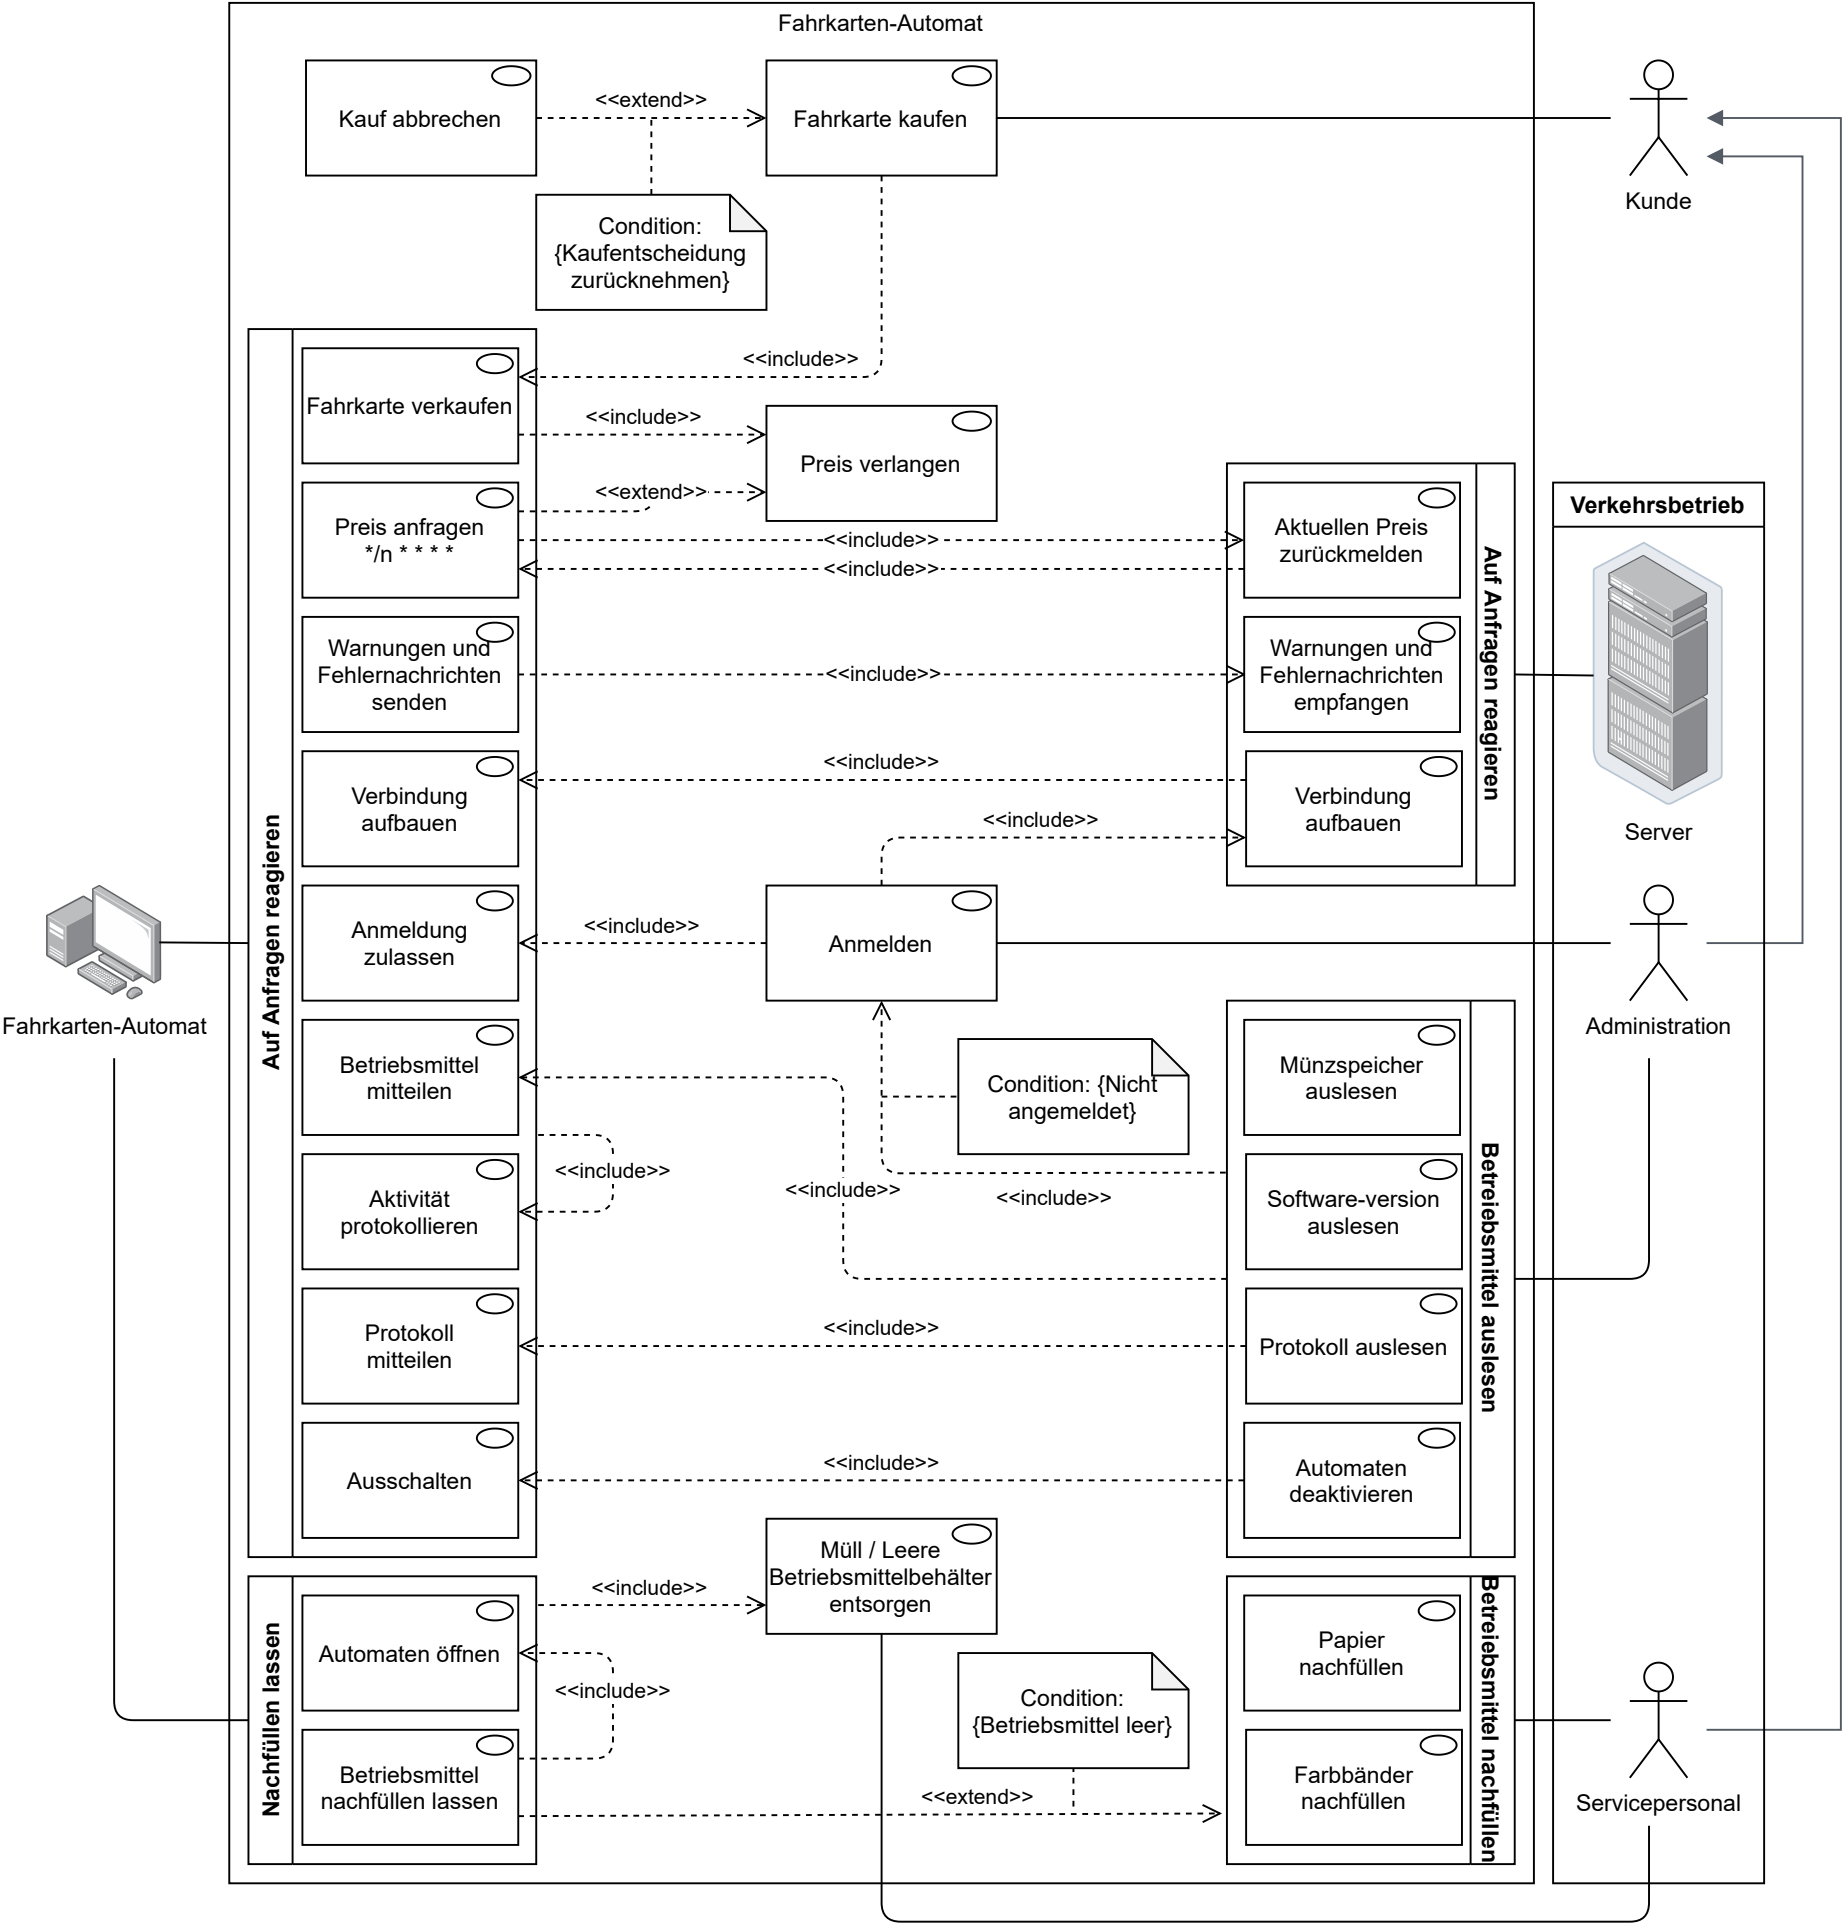 Fahrkarten-Automat
Kauf abbrechen
<<extend>>
Fahrkarte kaufen
Kunde
Condition:
{Kaufentscheidung
zurücknehmen}
Auf Anfragen reagieren
Fahrkarte verkaufen
<<include>>
<<include>>
Preis verlangen
Preis anfragen
*/n * * * *
<<extend>>
<<include>>
<<include>>
Aktuellen Preis
zurückmelden
Warnungen und
Fehlernachrichten
senden
<<include>>
Warnungen und
Fehlernachrichten
empfangen
Auf Anfragen reagieren
Verkehrsbetrieb
Server
Verbindung
aufbauen
<<include>>
<<include>>
Verbindung
aufbauen
Fahrkarten-Automat
Anmeldung
zulassen
<<include>>
Anmelden
Administration
Betriebsmittel
mitteilen
Condition: {Nicht
angemeldet}
Münzspeicher
auslesen
<<include>>
<<include>>
<<include>>
Aktivität
protokollieren
Software-version
auslesen
Betreiebsmittel auslesen
Protokoll
mitteilen
<<include>>
Protokoll auslesen
Ausschalten
<<include>>
Automaten
deaktivieren
Müll / Leere
Betriebsmittelbehälter
entsorgen
<<include>>
Nachfüllen lassen
Automaten öffnen
<<include>>
Condition:
{Betriebsmittel leer}
Papier
nachfüllen
Betreiebsmittel nachfüllen
Betriebsmittel
nachfüllen lassen
<<extend>>
Farbbänder
nachfüllen
Servicepersonal